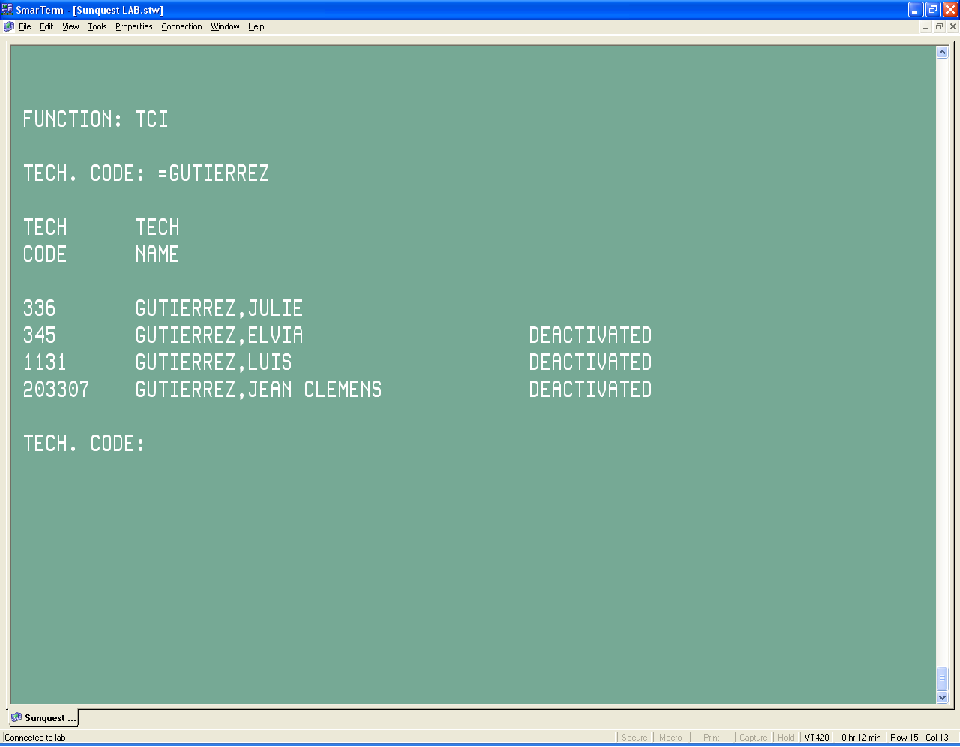 SmarTerm - [Sunquest LAB.stw]
File Edit View Tools Properties Connection Window Help
FUNCTION: TCI
TECH. CODE: =GUTIERREZ
TECH TECH
CODE NAME
336 GUTIERREZ,JULIE
345 GUTIERREZ,ELVIA DEACTIVATED
1131 GUTIERREZ,LUIS DEACTIVATED
203307 GUTIERREZ,JEAN CLEMENS DEACTIVATED
TECH. CODE:
Sunquest ...
Connected to lab Secure Macro Print Capture Hold VT420 0 hr 12 min Row 15 Col 13